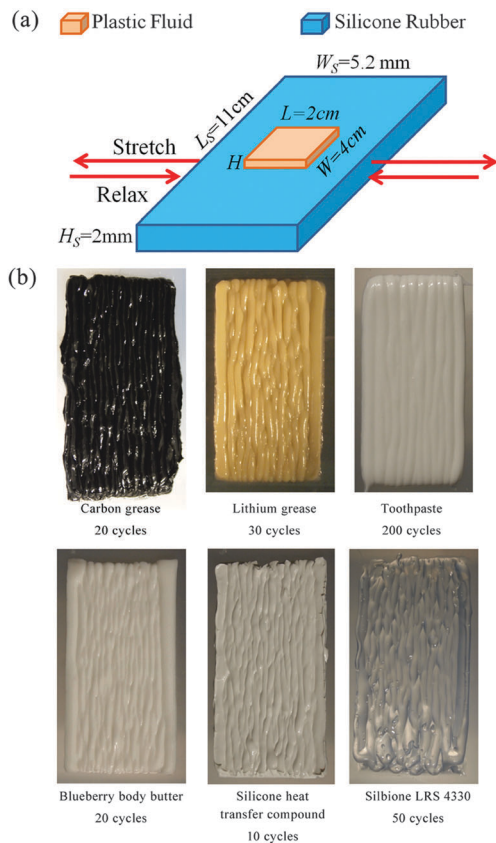 (a)
Plastic Fluid
Silicone Rubber
W_S=5.2 mm
L_S=11cm
L=2cm
W=4cm
H
Stretch
Relax
H_S=2mm
(b)
Carbon grease
20 cycles
Lithium grease
30 cycles
Toothpaste
200 cycles
Blueberry body butter
20 cycles
Silicone heat
transfer compound
10 cycles
Silbione LRS 4330
50 cycles